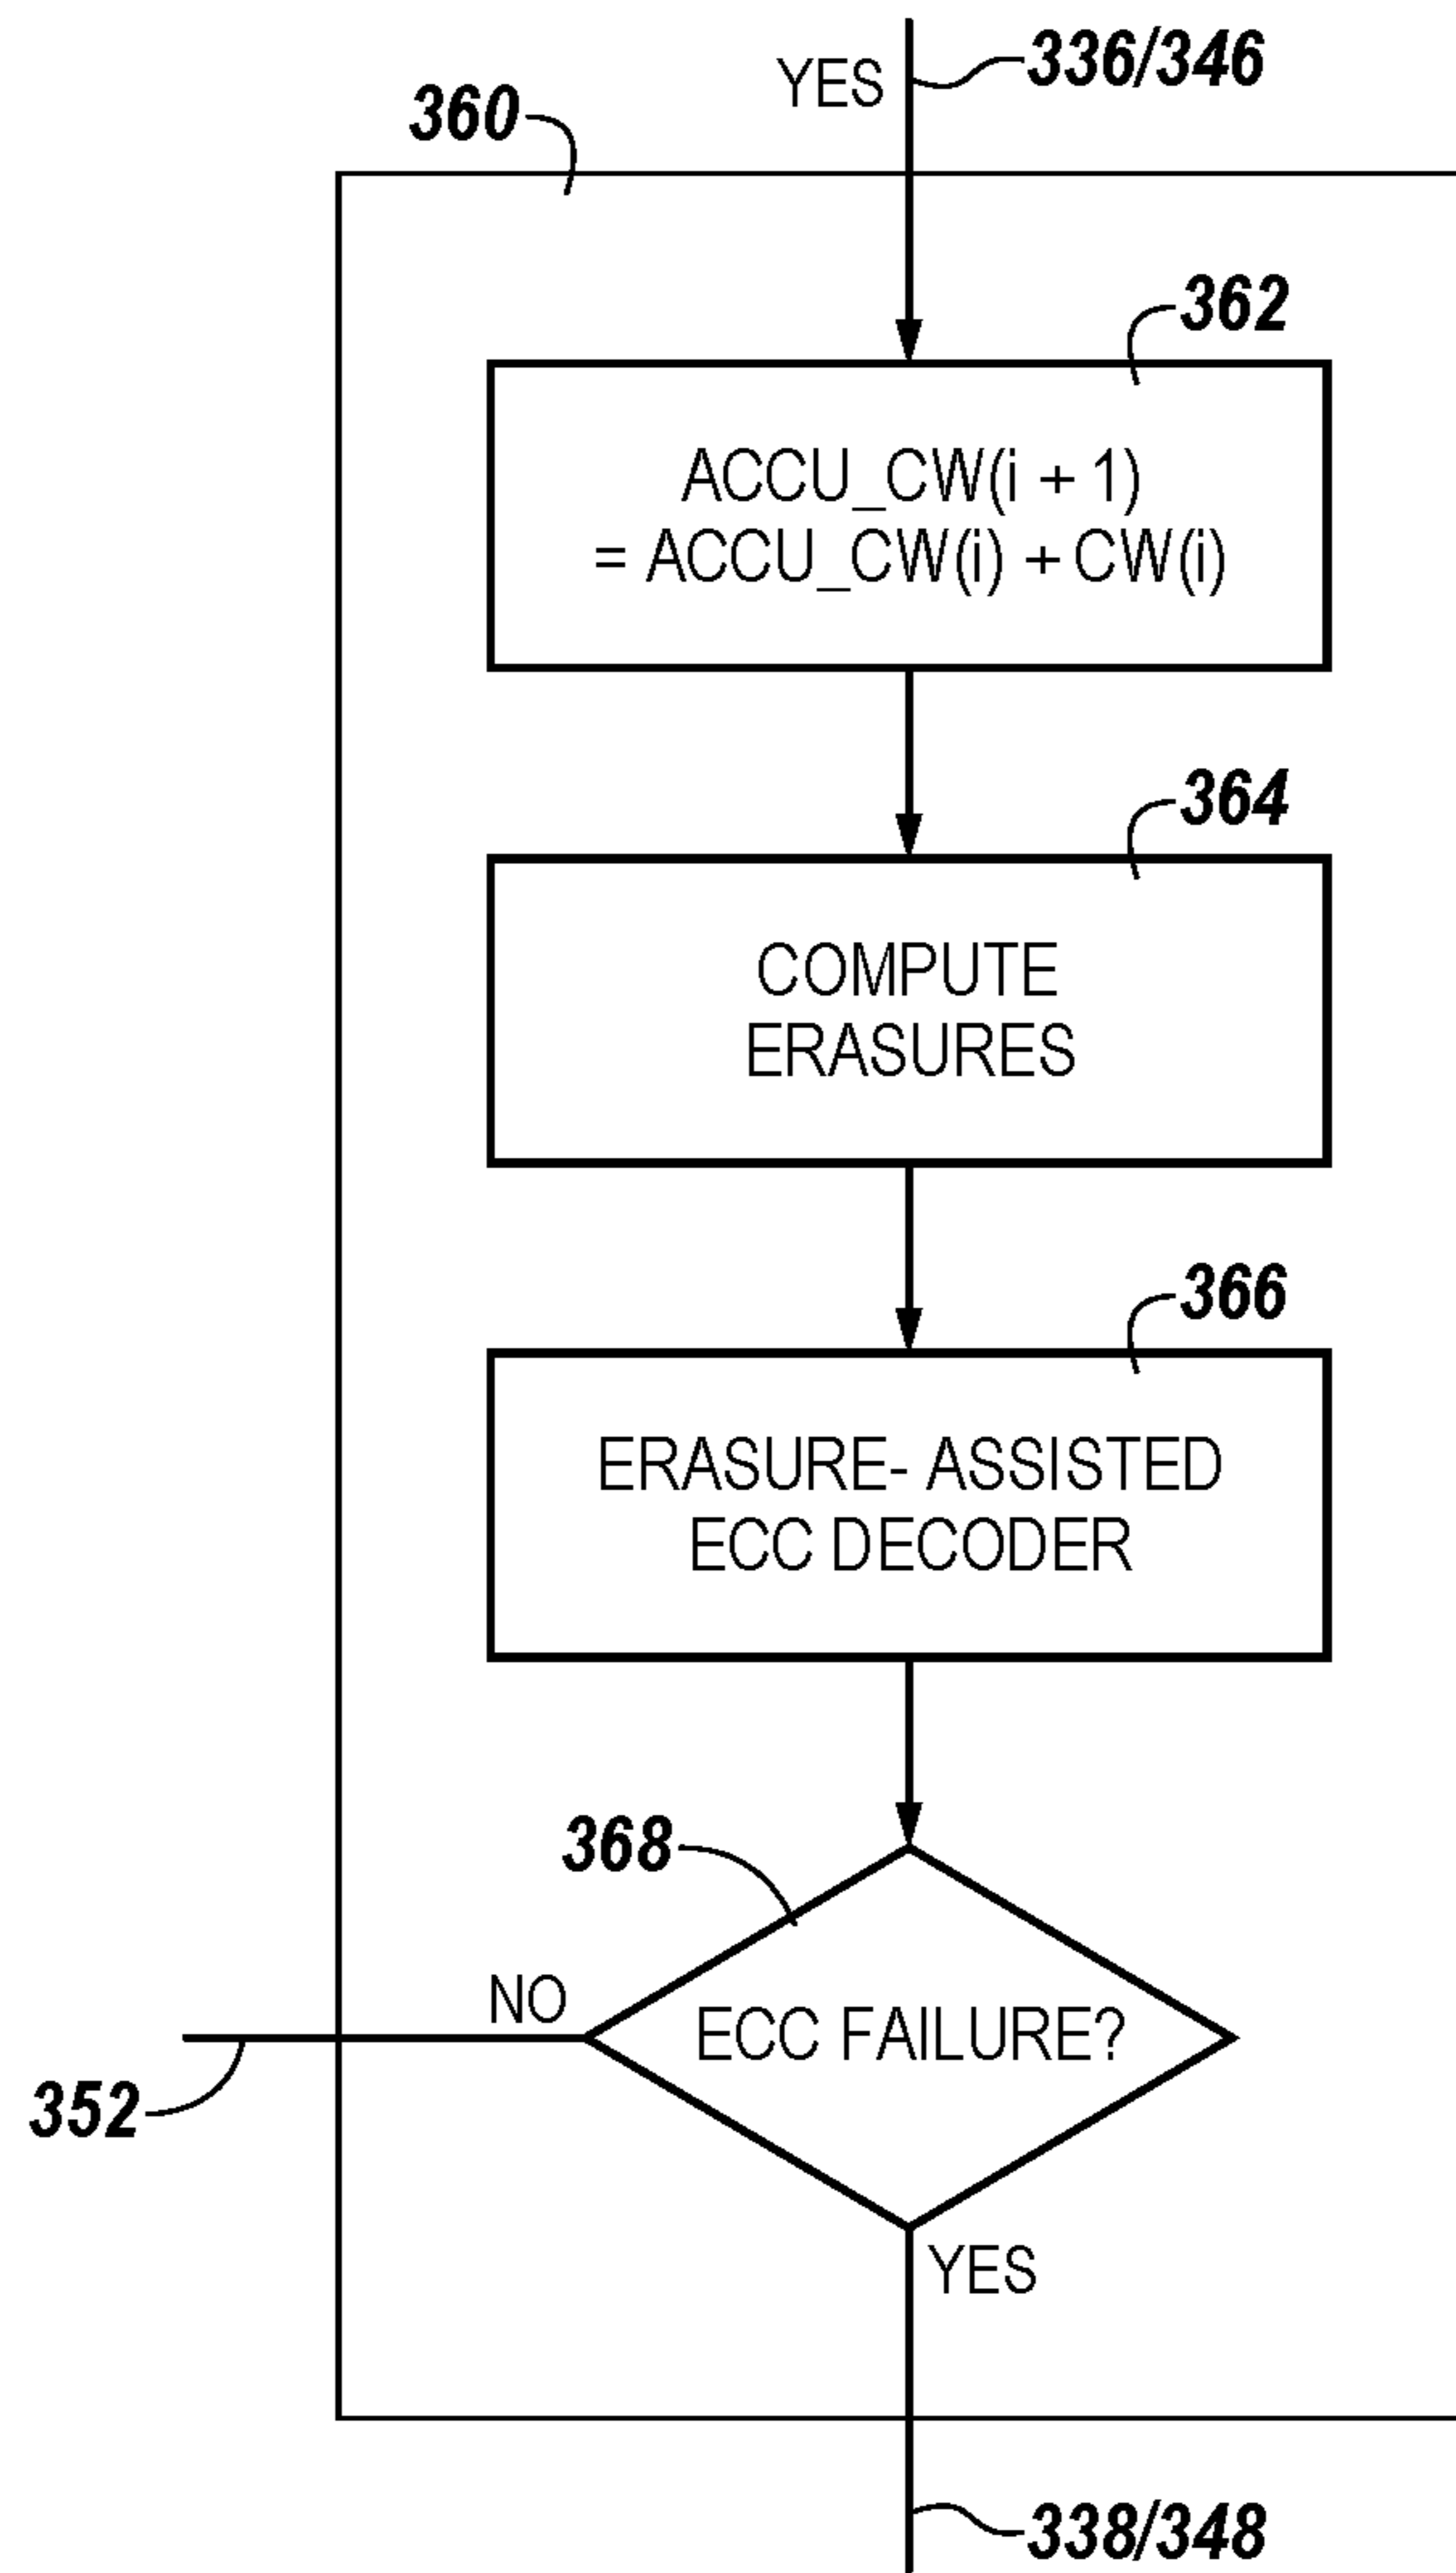 YES
336/346
360
362
ACCU_CW(i + 1)
= ACCU_CW(i) + CW(i)
364
COMPUTE
ERASURES
366
ERASURE- ASSISTED
ECC DECODER
368
NO
ECC FAILURE?
352
YES
338/348